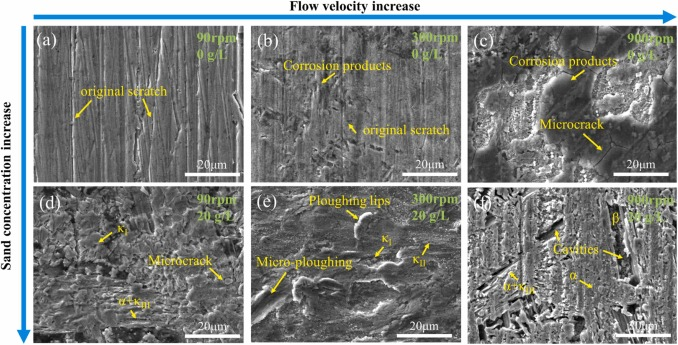 Flow velocity increase
Sand concentration increase
(a)
90rpm
0 g/L
original scratch
20μm
(b)
300rpm
0 g/L
Corrosion products
original scratch
20μm
(c)
900rpm
0 g/L
Corrosion products
Microcrack
20μm
(d)
90rpm
20 g/L
κI
Microcrack
α+κIII
20μm
(e)
300rpm
20 g/L
Ploughing lips
κI
κII
Micro-ploughing
20μm
(f)
900rpm
β
Cavities
α
α+κIII
20μm